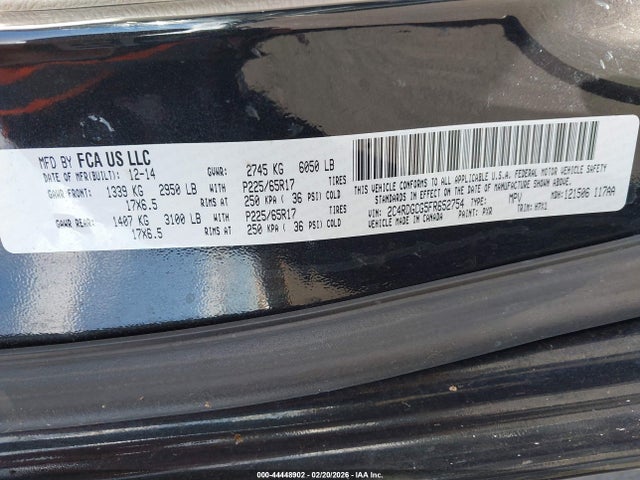 MFD BY FCA US LLC
DATE OF MFR(BUILT): 12-14 GVWR: 2745 KG 6050 LB
GAWR FRONT: 1339 KG 2950 LB WITH P225/65R17 TIRES
17X6.5 RIMS AT 250 KPA ( 36 PSI) COLD
GAWR REAR: 1407 KG 3100 LB WITH P225/65R17 TIRES
17X6.5 RIMS AT 250 KPA ( 36 PSI) COLD
THIS VEHICLE CONFORMS TO ALL APPLICABLE U.S.A. FEDERAL MOTOR VEHICLE SAFETY
STANDARDS IN EFFECT ON THE DATE OF MANUFACTURE SHOWN ABOVE.
VIN: 2C4RDGCG5FR652754 TYPE: MPV MDH: 121506 117AA
VEHICLE MADE IN CANADA PAINT: PXR TRIM: H7X1
000-44448902 - 02/20/2026 - IAA Inc.